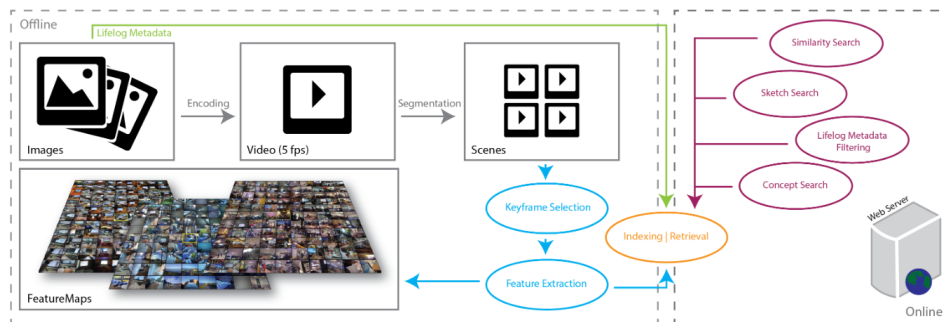 Offline
Lifelog Metadata
Images
Encoding
Video (5 fps)
Segmentation
Scenes
Similarity Search
Sketch Search
Lifelog Metadata
Filtering
Concept Search
Keyframe Selection
Indexing | Retrieval
Feature Extraction
FeatureMaps
Web Server
Online